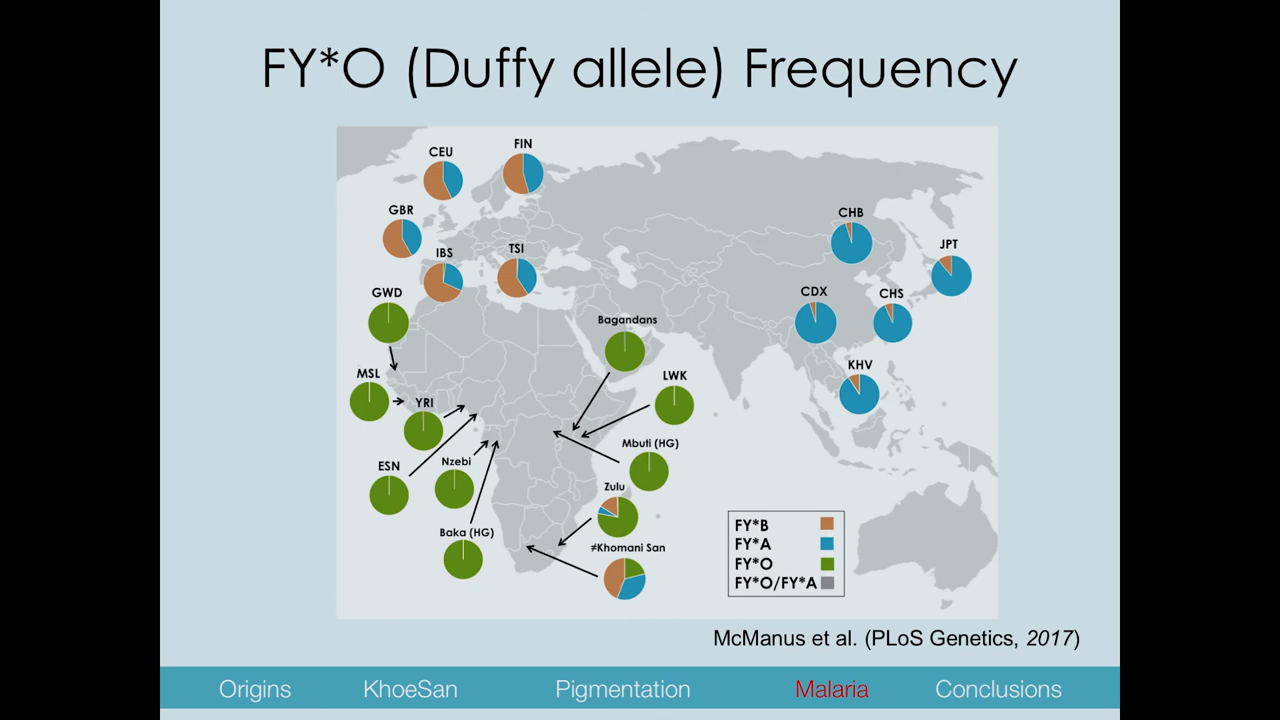 FY*O (Duffy allele) Frequency
CEU
FIN
GBR
IBS
TSI
GWD
CHB
JPT
CDX
CHS
KHV
Bagandans
LWK
MSL
YRI
Mbuti (HG)
ESN
Nzebi
Zulu
Baka (HG)
≠Khomani San
FY*B
FY*A
FY*O
FY*O/FY*A
McManus et al. (PLoS Genetics, 2017)
Origins KhoeSan Pigmentation Malaria Conclusions